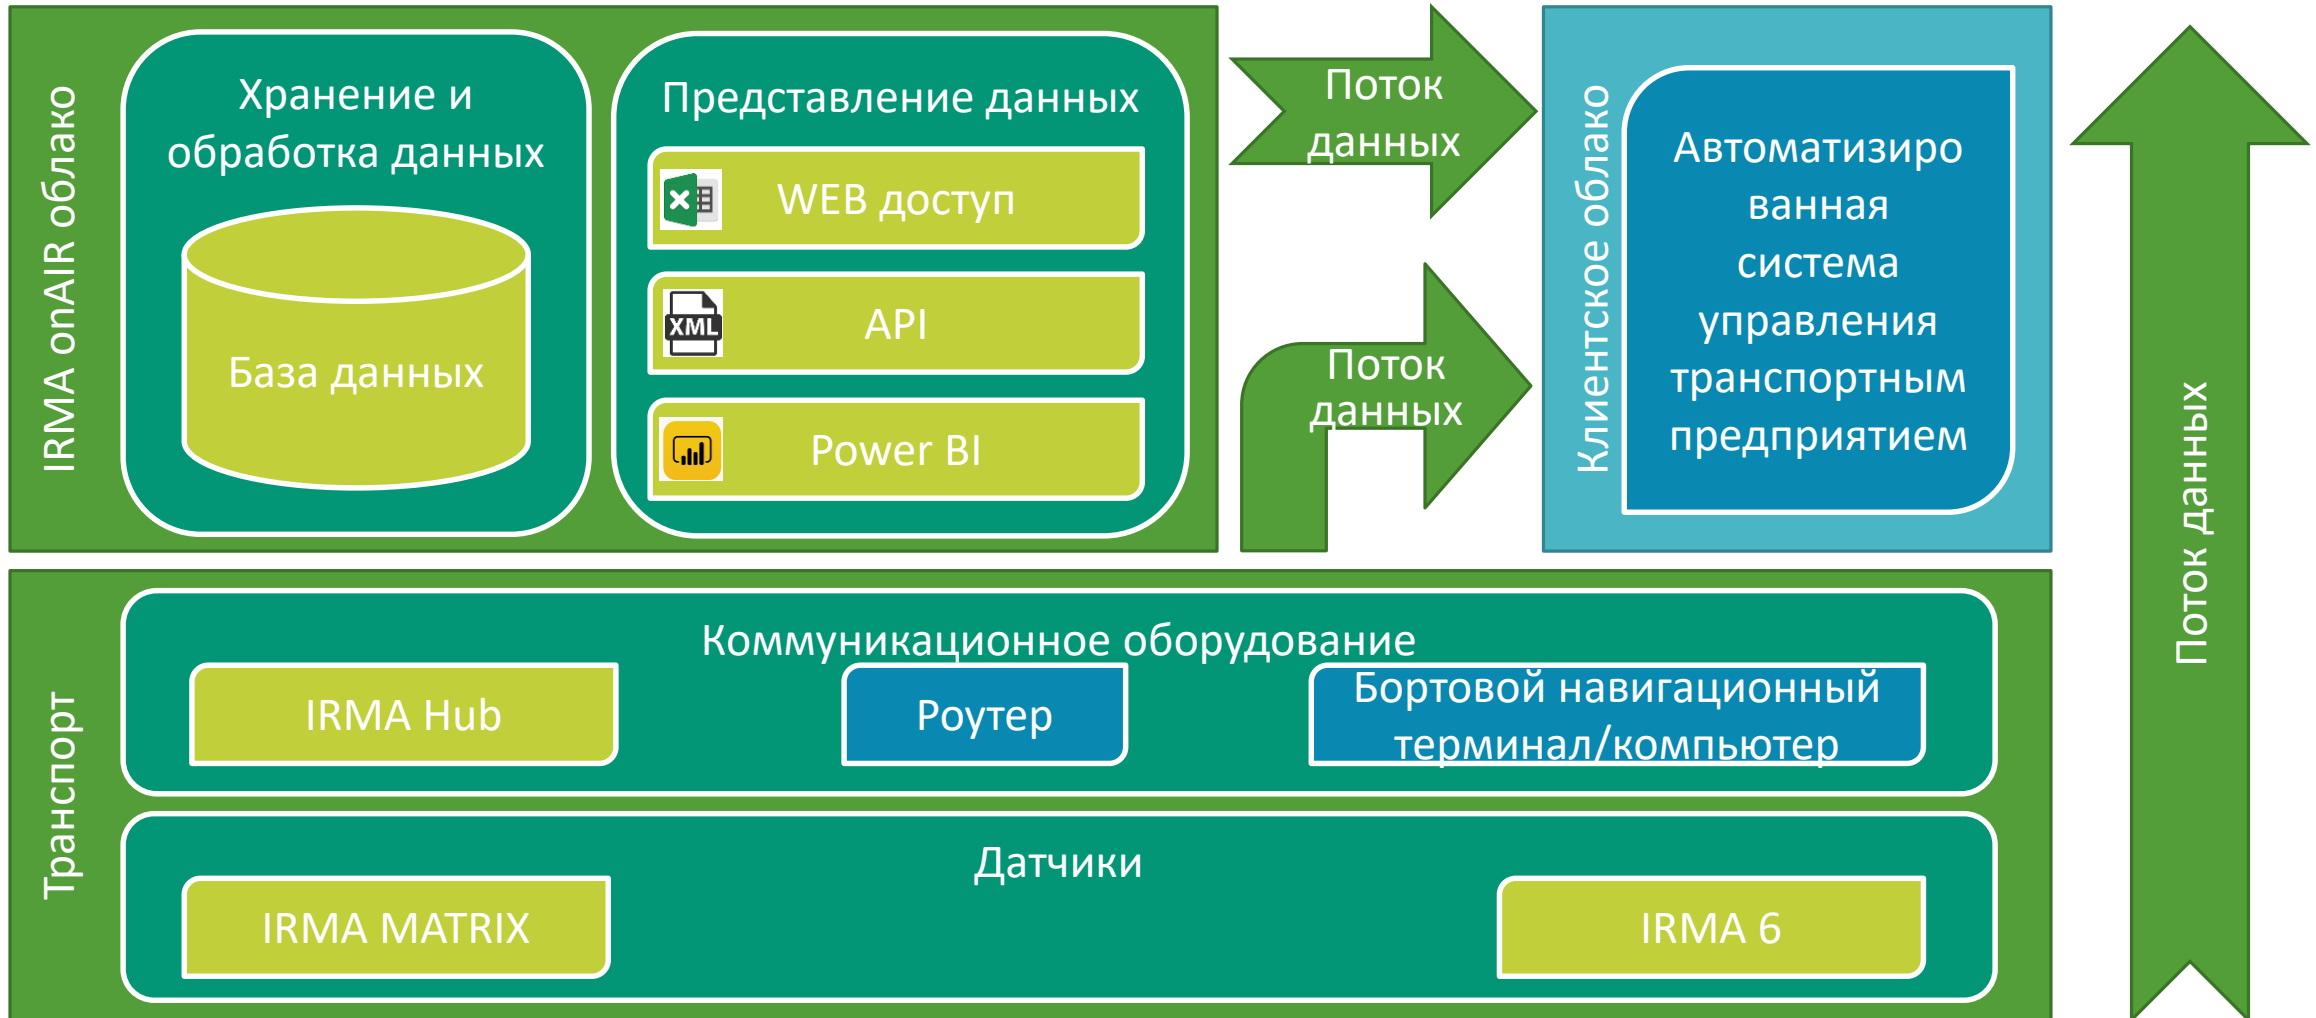 IRMA onAIR облако
Хранение и
обработка данных
База данных
Представление данных
WEB доступ
XML
API
Power BI
Поток
данных
Поток
данных
Клиентское облако
Автоматизиро
ванная
система
управления
транспортным
предприятием
Поток данных
Транспорт
Коммуникационное оборудование
IRMA Hub
Роутер
Бортовой навигационный
терминал/компьютер
Датчики
IRMA MATRIX
IRMA 6